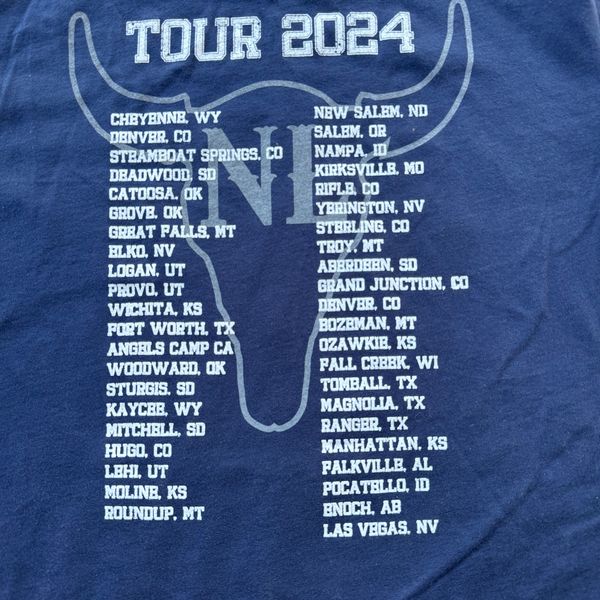 TOUR 2024
NL
CHEYENNE, WY
DENVER, CO
STEAMBOAT SPRINGS, CO
DEADWOOD, SD
CATOOSA, OK
GROVE, OK
GREAT FALLS, MT
ELKO, NV
LOGAN, UT
PROVO, UT
WICHITA, KS
FORT WORTH, TX
ANGELS CAMP CA
WOODWARD, OK
STURGIS, SD
KAYCEE, WY
MITCHELL, SD
HUGO, CO
LEHI, UT
MOLINE, KS
ROUNDUP, MT
NEW SALEM, ND
SALEM, OR
NAMPA, ID
KIRKSVILLE, MO
RIFLE, CO
YERINGTON, NV
STERLING, CO
TROY, MT
ABERDEEN, SD
GRAND JUNCTION, CO
DENVER, CO
BOZEMAN, MT
OZAWKIE, KS
FALL CREEK, WI
TOMBALL, TX
MAGNOLIA, TX
RANGER, TX
MANHATTAN, KS
FALKVILLE, AL
POCATELLO, ID
ENOCH, AB
LAS VEGAS, NV